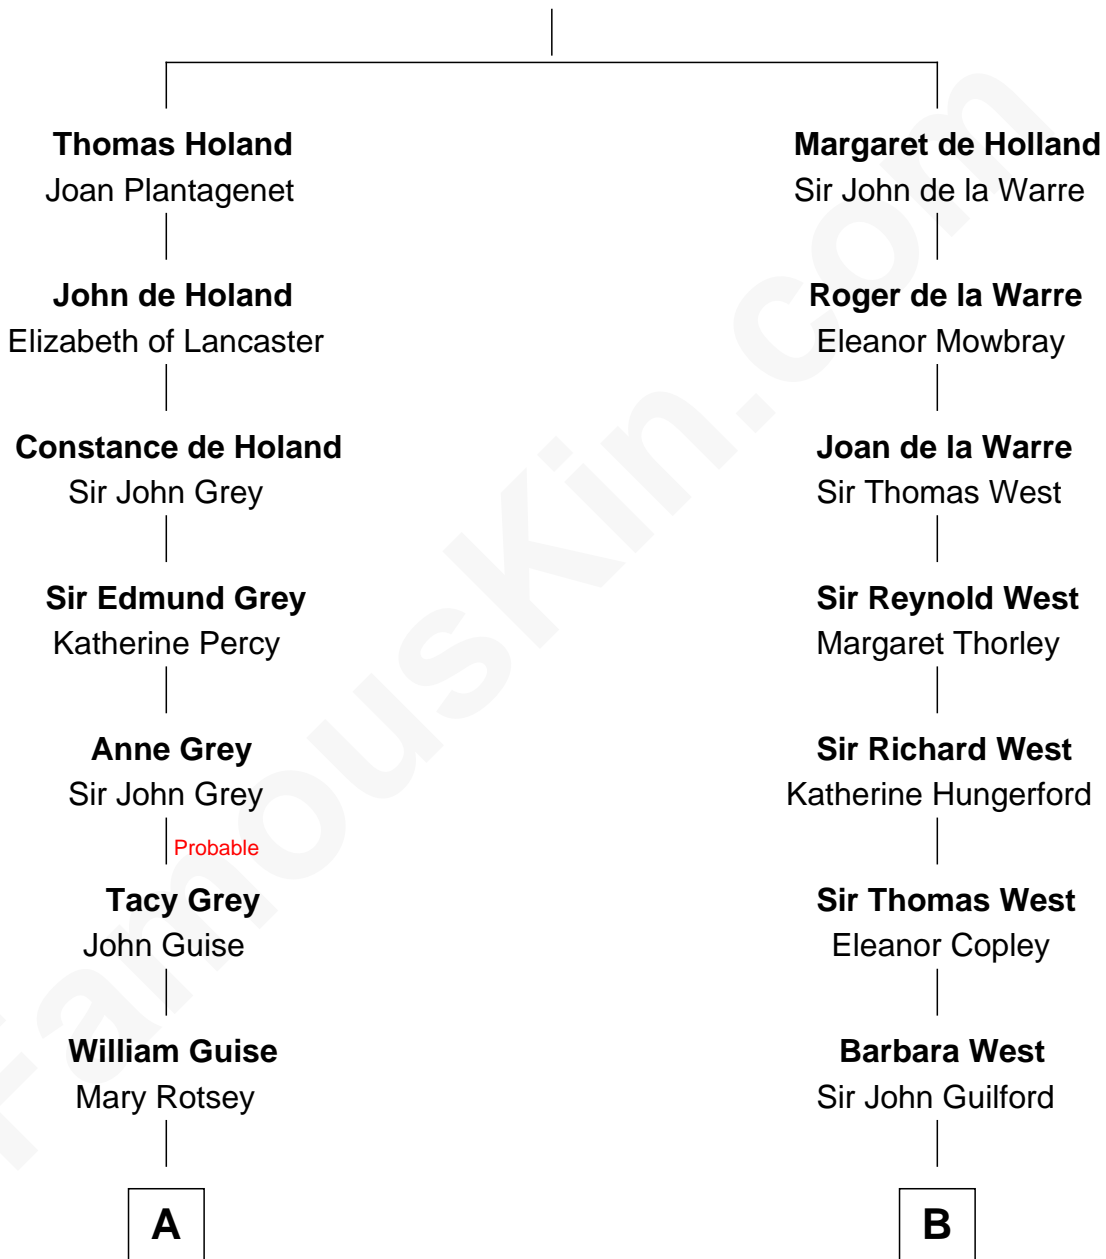 Thomas Holand
Joan Plantagenet
John de Holand
Elizabeth of Lancaster
Constance de Holand
Sir John Grey
Sir Edmund Grey
Katherine Percy
Anne Grey
Sir John Grey
Probable
Tacy Grey
John Guise
William Guise
Mary Rotsey
A
Margaret de Holland
Sir John de la Warre
Roger de la Warre
Eleanor Mowbray
Joan de la Warre
Sir Thomas West
Sir Reynold West
Margaret Thorley
Sir Richard West
Katherine Hungerford
Sir Thomas West
Eleanor Copley
Barbara West
Sir John Guilford
B
FamousKin.com